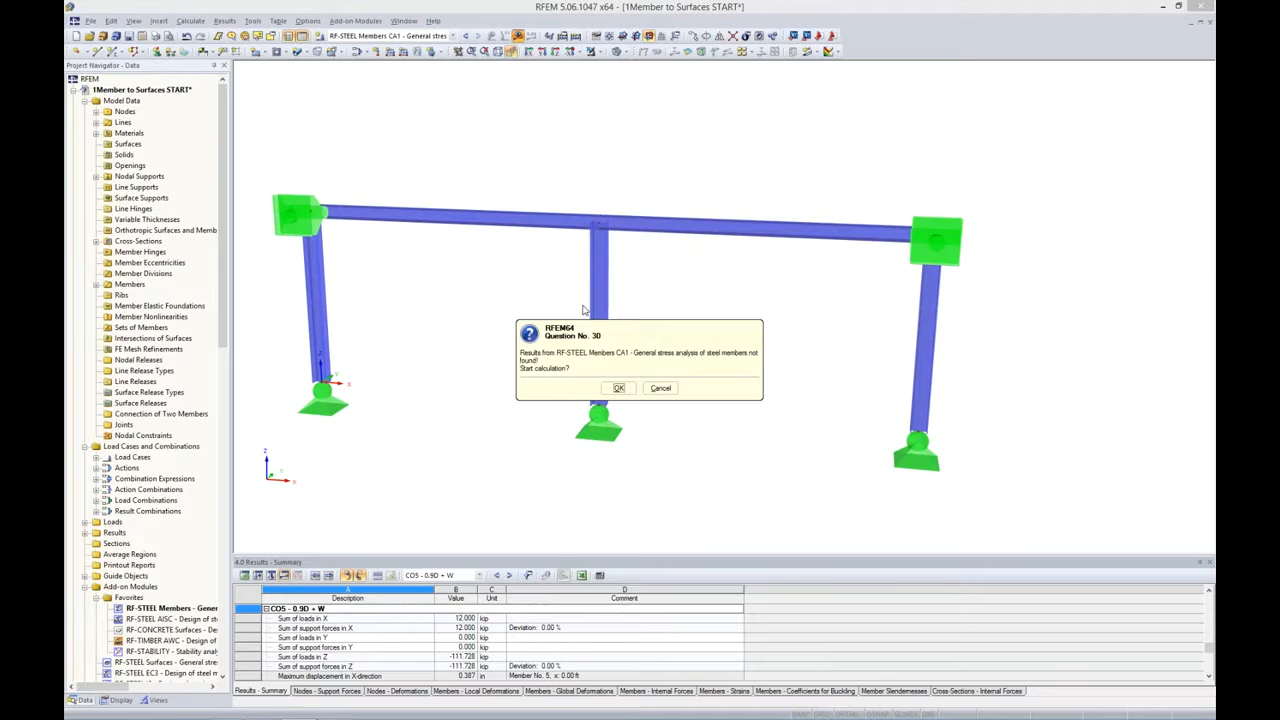 RFEM 5.06.1047 x64 - [1Member to Surfaces START*]
File Edit View Insert Calculate Results Tools Table Options Add-on Modules Window Help
RF-STEEL Members CA1 - General stres
Project Navigator - Data
RFEM
1Member to Surfaces START*
Model Data
Nodes
Lines
Materials
Surfaces
Solids
Openings
Nodal Supports
Line Supports
Surface Supports
Line Hinges
Variable Thicknesses
Orthotropic Surfaces and Memb
Cross-Sections
Member Hinges
Member Eccentricities
Member Divisions
Members
Ribs
Member Elastic Foundations
Member Nonlinearities
Sets of Members
Intersections of Surfaces
FE Mesh Refinements
Nodal Releases
Line Release Types
Line Releases
Surface Release Types
Surface Releases
Connection of Two Members
Joints
Nodal Constraints
Load Cases and Combinations
Load Cases
Actions
Combination Expressions
Action Combinations
Load Combinations
Result Combinations
Loads
Results
Sections
Average Regions
Printout Reports
Guide Objects
Add-on Modules
Favorites
RF-STEEL Members - Gener
RF-STEEL AISC - Design of st
RF-CONCRETE Surfaces - De
RF-TIMBER AWC - Design of
RF-STABILITY - Stability analy
RF-STEEL Surfaces - General stres
RF-STEEL EC3 - Design of steel m
Data Display Views
Z
Y
X
Z
Y
X
RFEM64
Question No. 30
Results from RF-STEEL Members CA1 - General stress analysis of steel members not
found!
Start calculation?
OK Cancel
4.0 Results - Summary
CO5 - 0.9D + W
A B C D
Description Value Unit Comment
CO5 - 0.9D + W
Sum of loads in X 12.000 kip
Sum of support forces in X 12.000 kip Deviation: 0.00 %
Sum of loads in Y 0.000 kip
Sum of support forces in Y 0.000 kip
Sum of loads in Z -111.728 kip
Sum of support forces in Z -111.728 kip Deviation: 0.00 %
Maximum displacement in X-direction 0.387 in Member No. 5, x: 0.00 ft
Results - Summary Nodes - Support Forces Nodes - Deformations Members - Local Deformations Members - Global Deformations Members - Internal Forces Members - Strains Members - Coefficients for Buckling Member Slendernesses Cross-Sections - Internal Forces
SNAP GRID